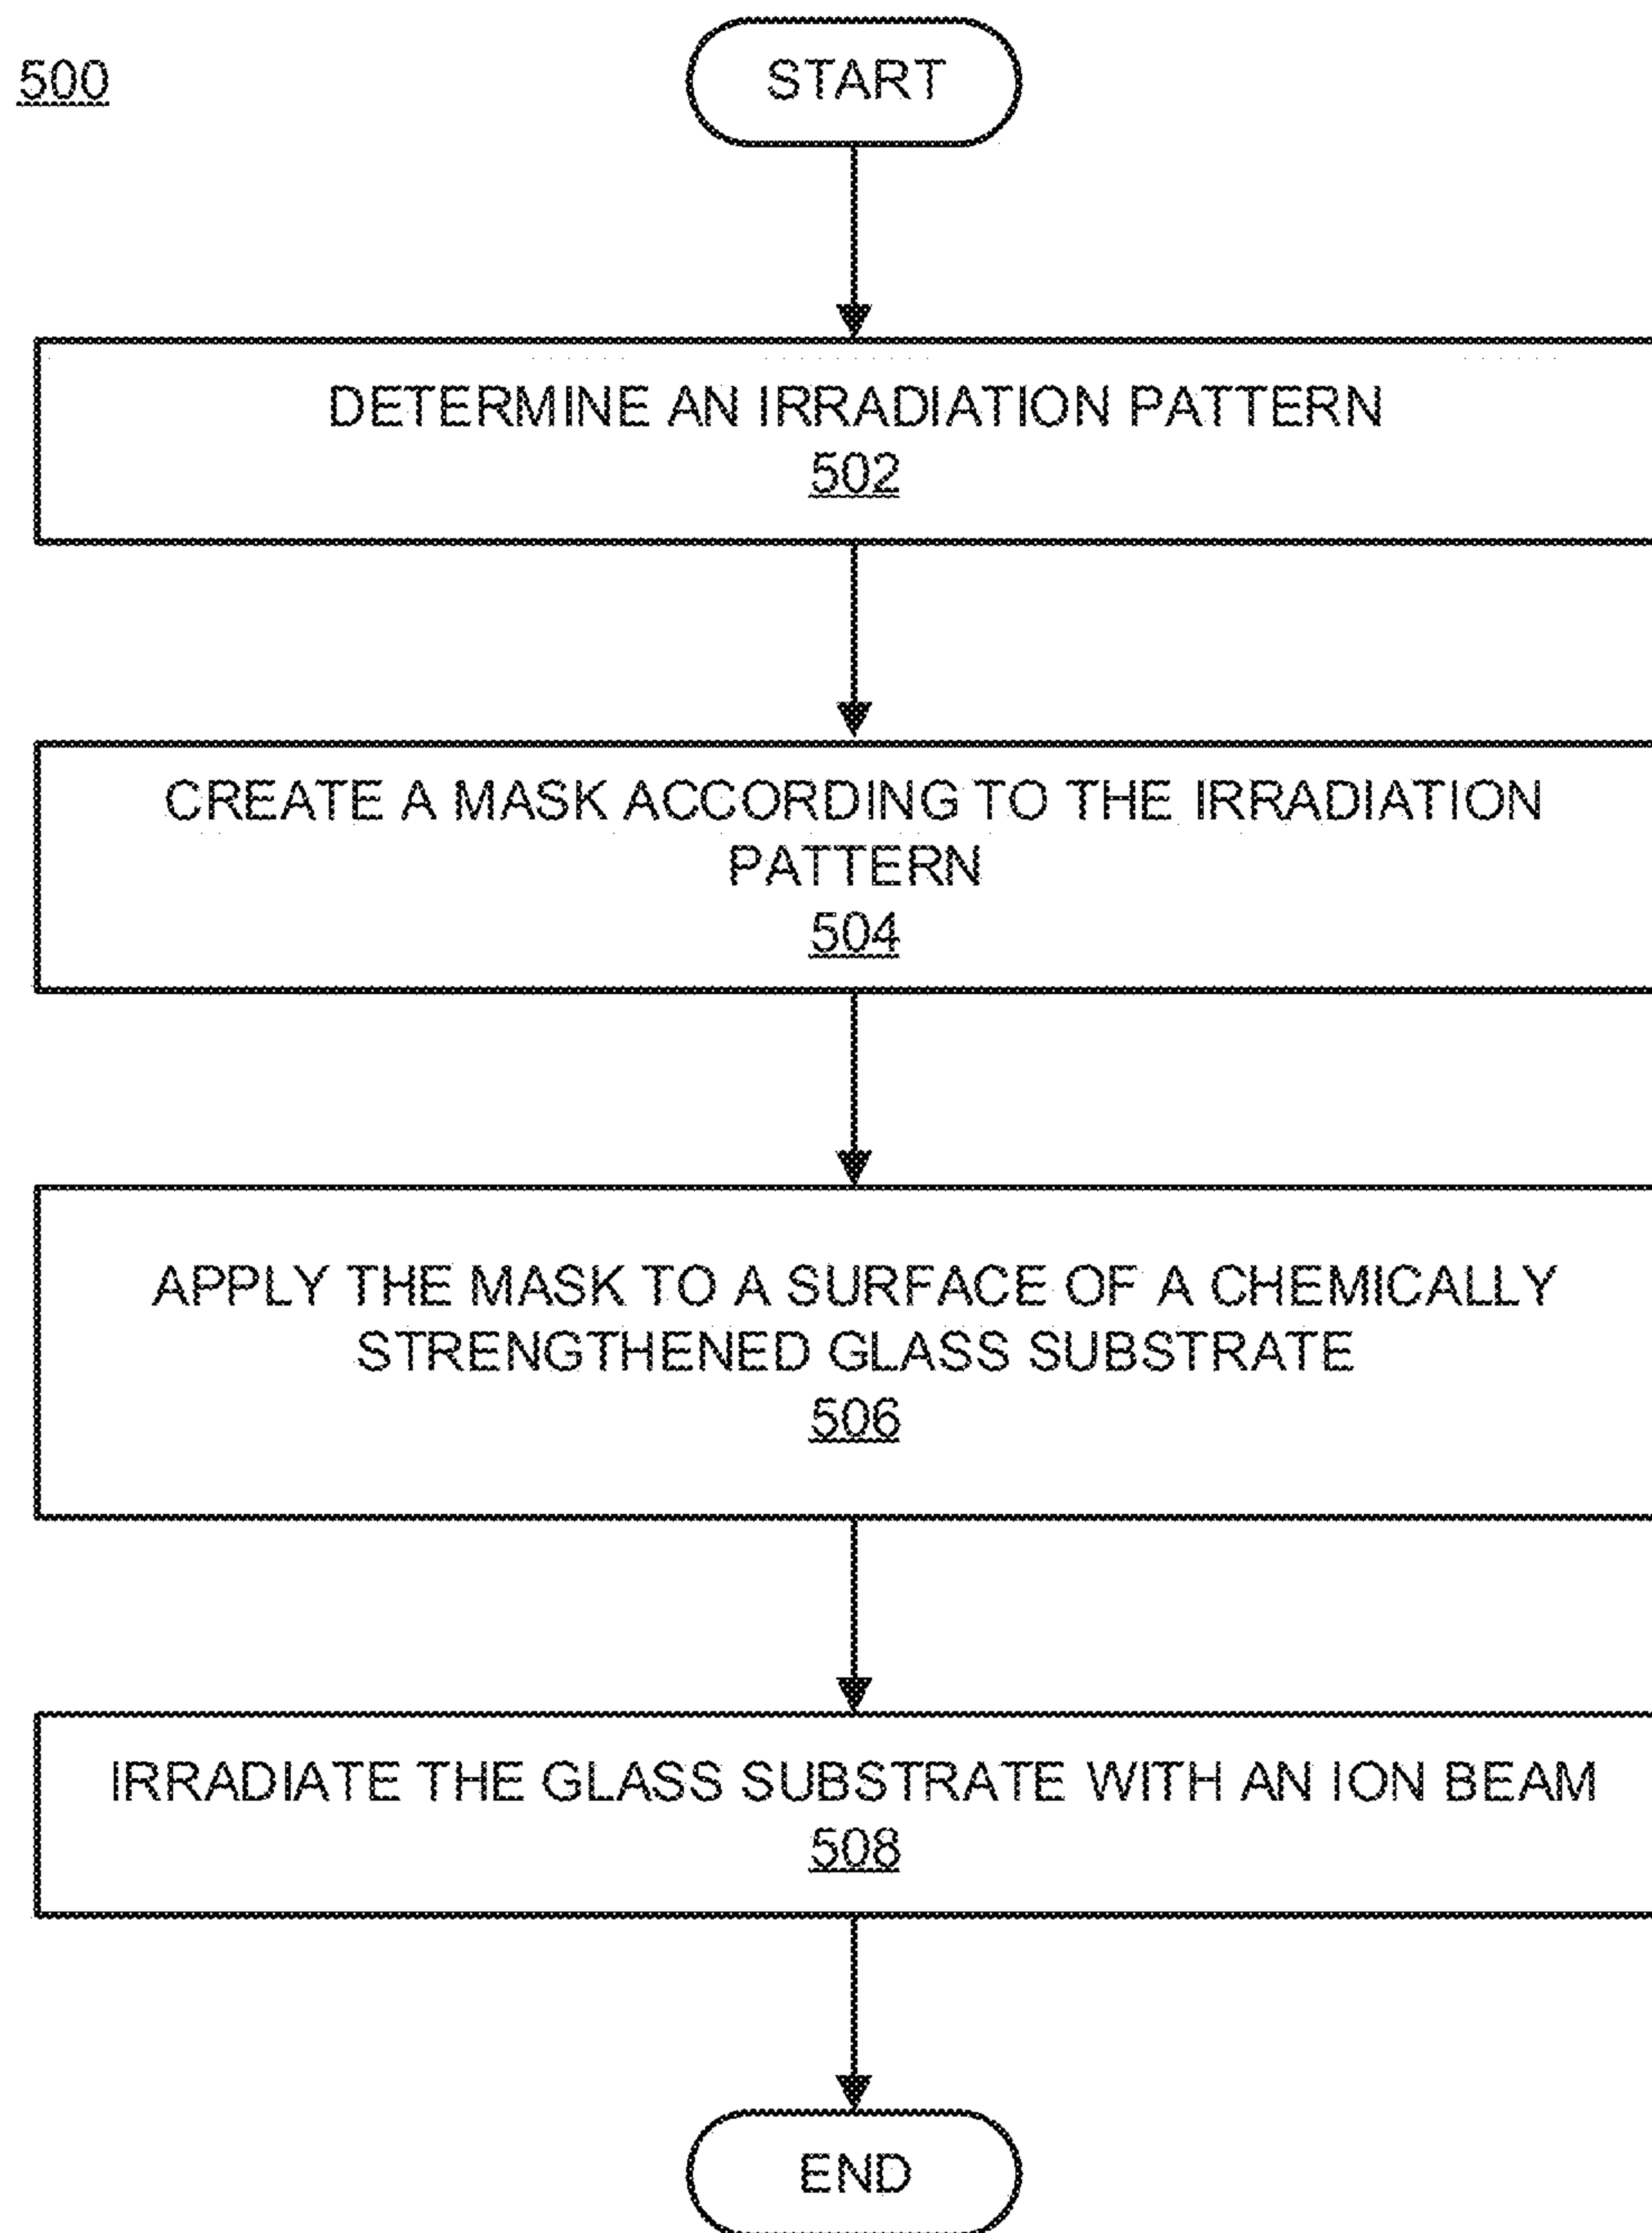 500
START
DETERMINE AN IRRADIATION PATTERN
502
CREATE A MASK ACCORDING TO THE IRRADIATION
PATTERN
504
APPLY THE MASK TO A SURFACE OF A CHEMICALLY
STRENGTHENED GLASS SUBSTRATE
506
IRRADIATE THE GLASS SUBSTRATE WITH AN ION BEAM
508
END